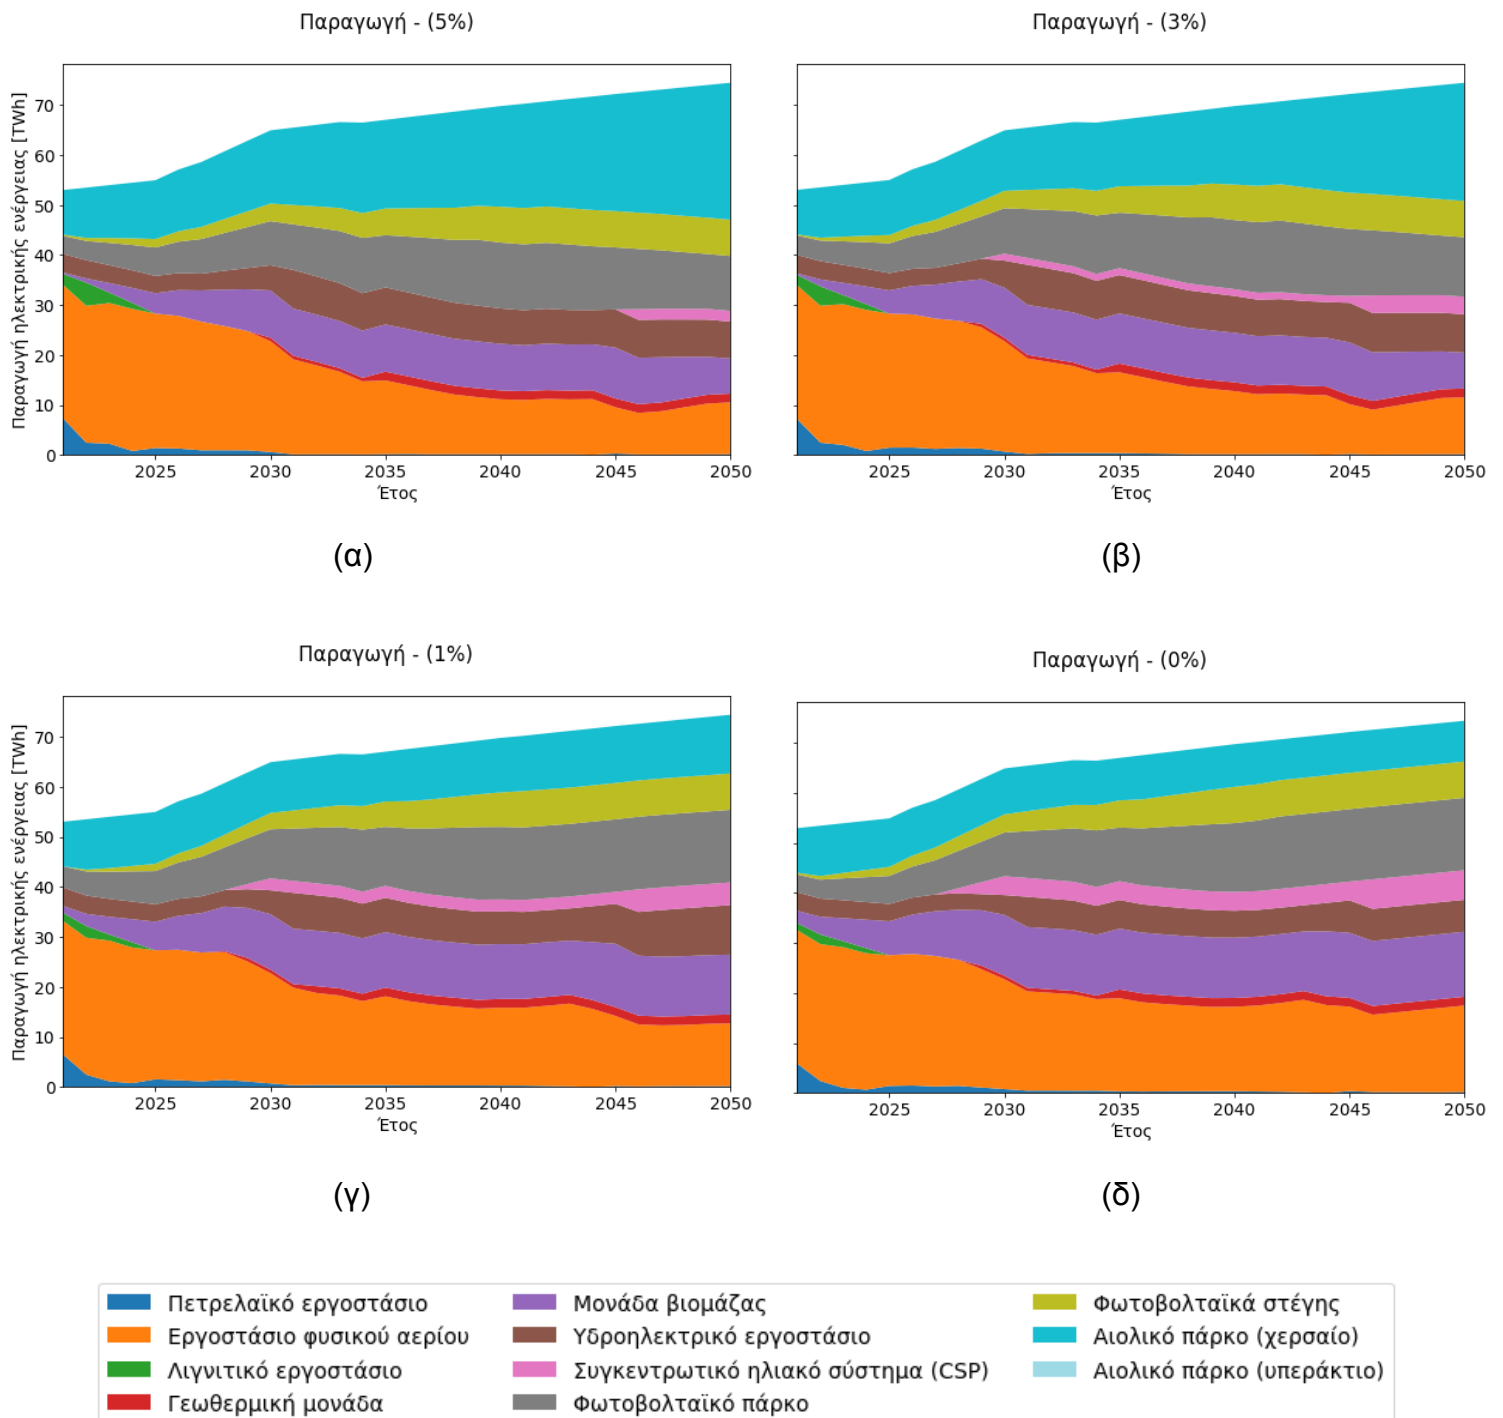 Παραγωγή - (5%)
Παραγωγή - (3%)
Παραγωγή ηλεκτρικής ενέργειας [TWh]
70
60
50
40
30
20
10
0
2025 2030 2035 2040 2045 2050
Έτος
2025 2030 2035 2040 2045 2050
Έτος
(α)
(β)
Παραγωγή - (1%)
Παραγωγή - (0%)
Παραγωγή ηλεκτρικής ενέργειας [TWh]
70
60
50
40
30
20
10
0
2025 2030 2035 2040 2045 2050
Έτος
2025 2030 2035 2040 2045 2050
Έτος
(γ)
(δ)
Πετρελαϊκό εργοστάσιο
Εργοστάσιο φυσικού αερίου
Λιγνιτικό εργοστάσιο
Γεωθερμική μονάδα
Μονάδα βιομάζας
Υδροηλεκτρικό εργοστάσιο
Συγκεντρωτικό ηλιακό σύστημα (CSP)
Φωτοβολταϊκό πάρκο
Φωτοβολταϊκά στέγης
Αιολικό πάρκο (χερσαίο)
Αιολικό πάρκο (υπεράκτιο)